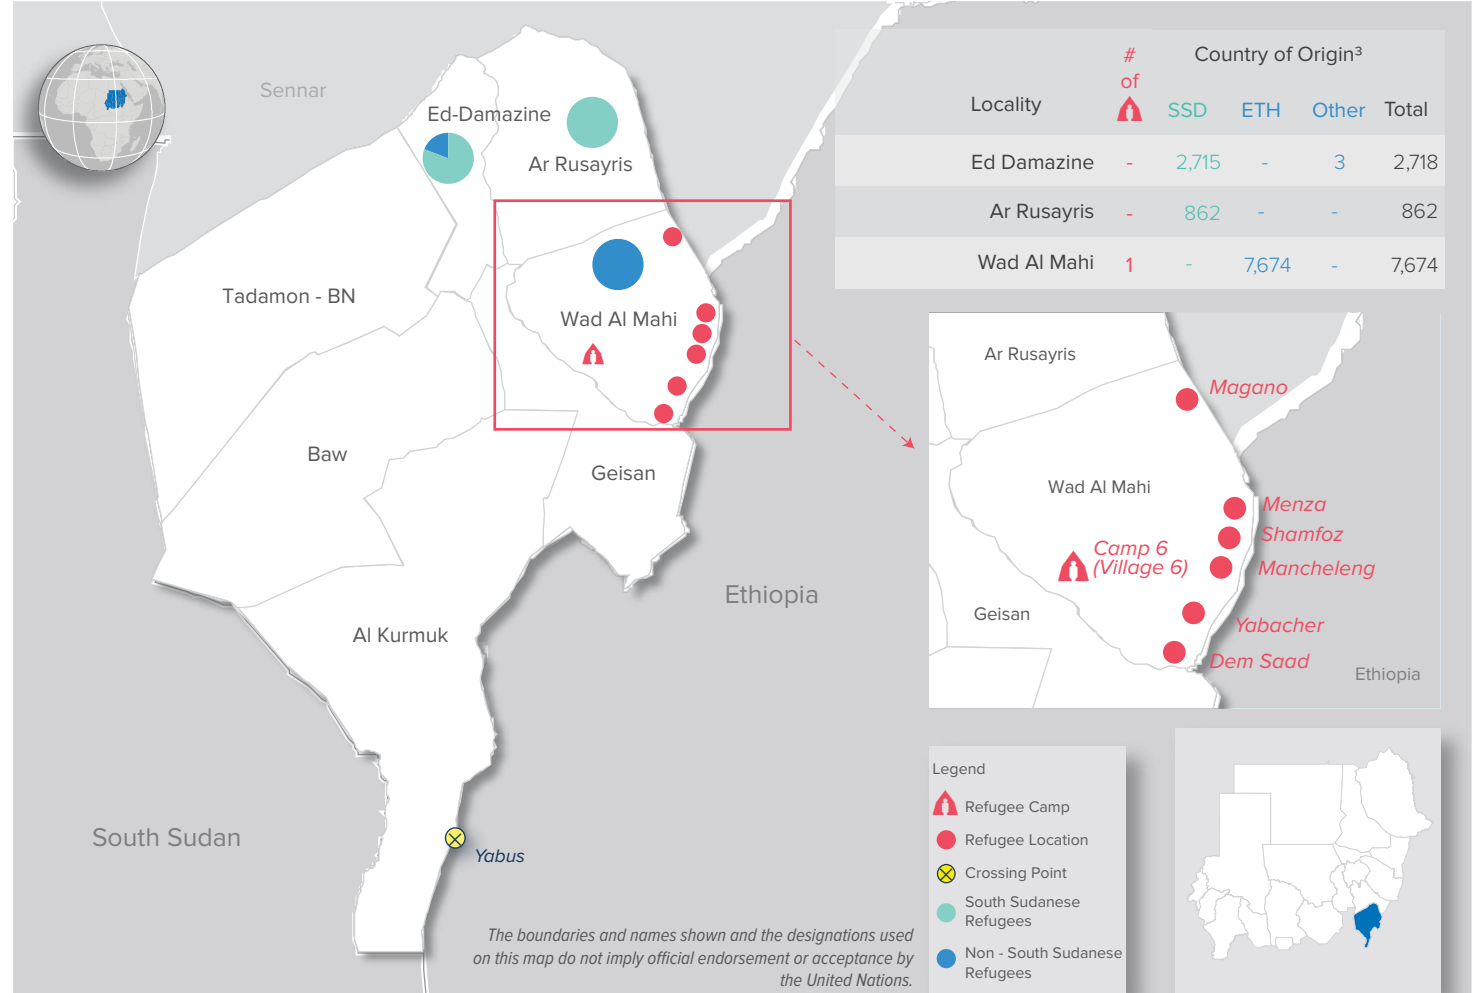 Sennar
Ed-Damazine
Ar Rusayris
Wad Al Mahi
Tadamon - BN
Baw
Geisan
Ethiopia
Al Kurmuk
South Sudan
Yabus
The boundaries and names shown and the designations used
on this map do not imply official endorsement or acceptance by
the United Nations.
# of Country of Origin³
Locality SSD ETH Other Total
Ed Damazine - 2,715 - 3 2,718
Ar Rusayris - 862 - - 862
Wad Al Mahi 1 - 7,674 - 7,674
Ar Rusayris
Magano
Wad Al Mahi
Menza
Shamfoz
Camp 6
(Village 6)
Mancheleng
Geisan
Yabacher
Dem Saad
Ethiopia
Legend
Refugee Camp
Refugee Location
Crossing Point
South Sudanese
Refugees
Non - South Sudanese
Refugees